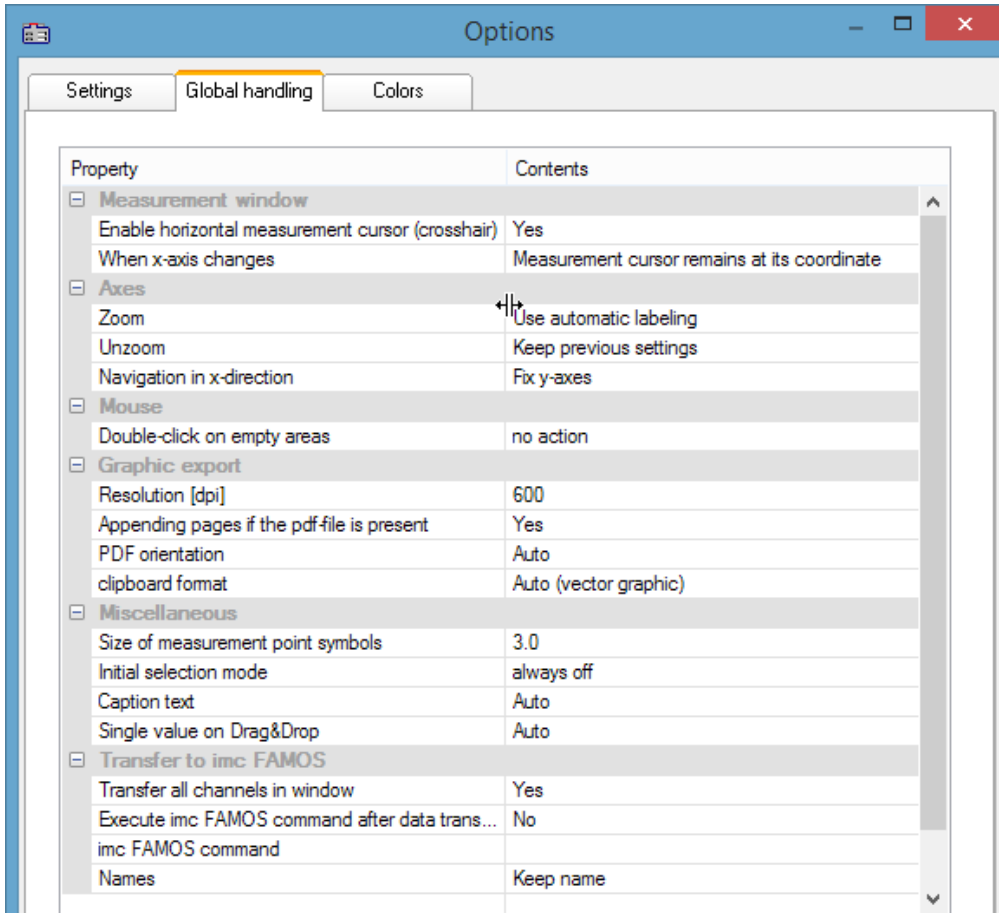 Options
Settings Global handling Colors
Property Contents
Measurement window
Enable horizontal measurement cursor (crosshair) Yes
When x-axis changes Measurement cursor remains at its coordinate
Axes
Zoom Use automatic labeling
Unzoom Keep previous settings
Navigation in x-direction Fix y-axes
Mouse
Double-click on empty areas no action
Graphic export
Resolution [dpi] 600
Appending pages if the pdf-file is present Yes
PDF orientation Auto
clipboard format Auto (vector graphic)
Miscellaneous
Size of measurement point symbols 3.0
Initial selection mode always off
Caption text Auto
Single value on Drag&Drop Auto
Transfer to imc FAMOS
Transfer all channels in window Yes
Execute imc FAMOS command after data trans... No
imc FAMOS command
Names Keep name